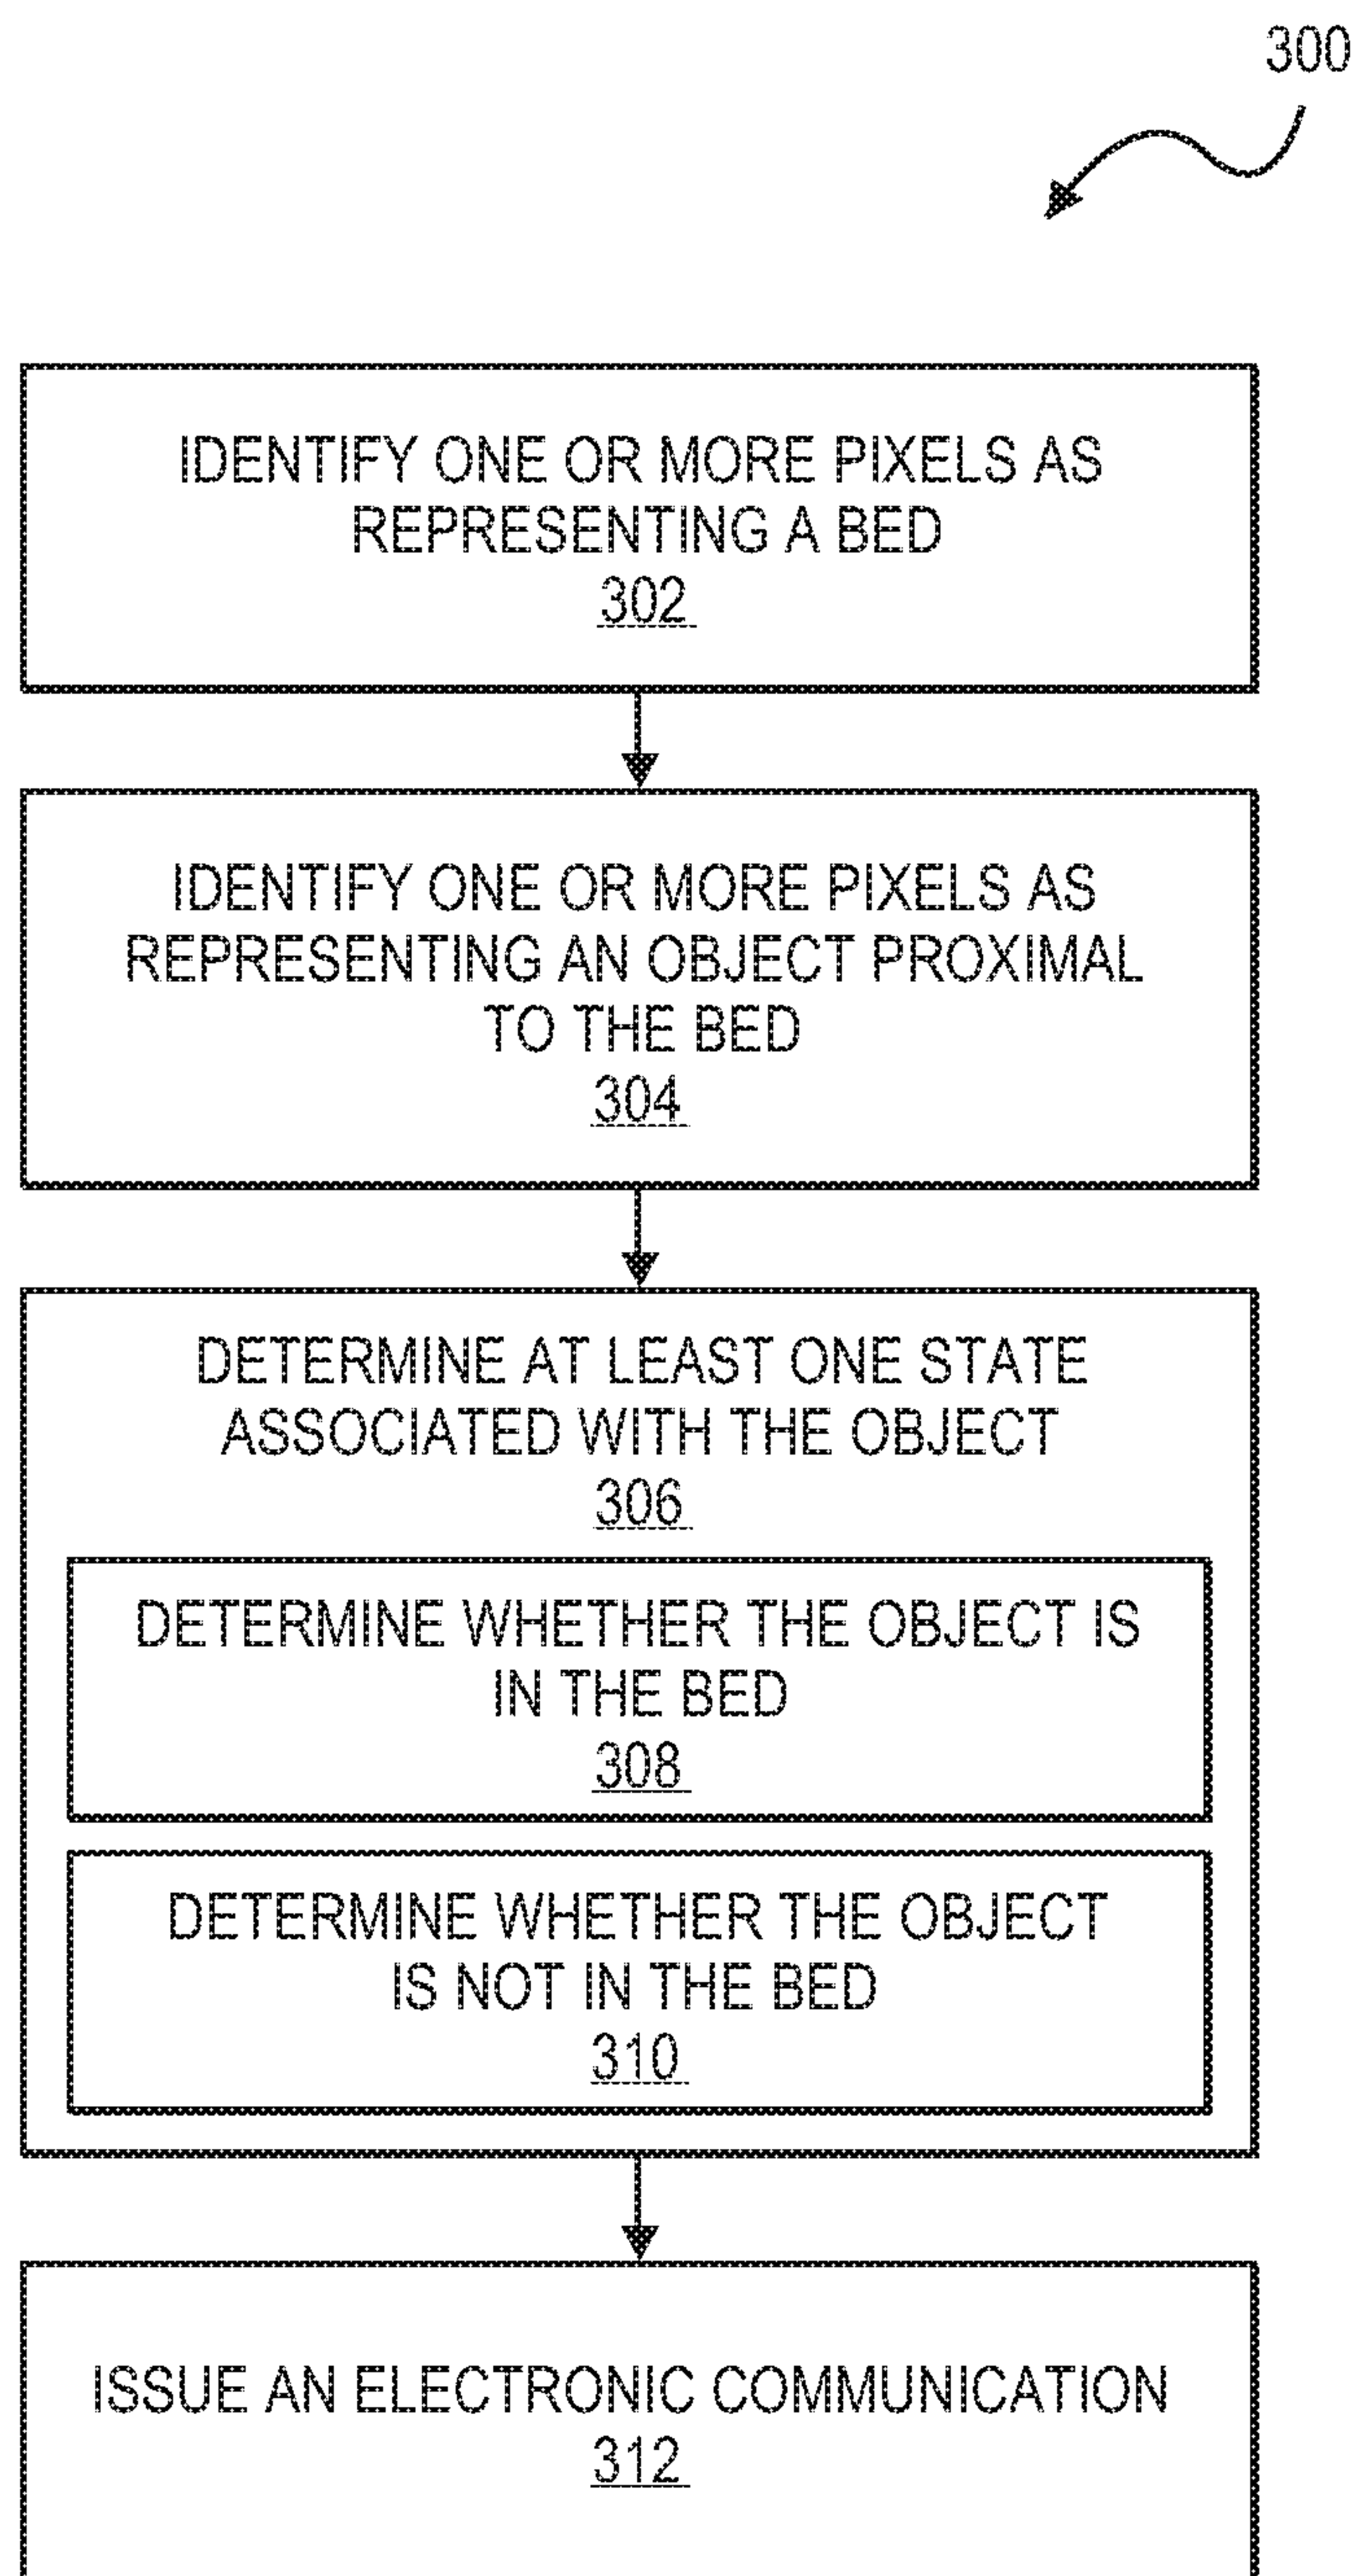 300
IDENTIFY ONE OR MORE PIXELS AS
REPRESENTING A BED
302
IDENTIFY ONE OR MORE PIXELS AS
REPRESENTING AN OBJECT PROXIMAL
TO THE BED
304
DETERMINE AT LEAST ONE STATE
ASSOCIATED WITH THE OBJECT
306
DETERMINE WHETHER THE OBJECT IS
IN THE BED
308
DETERMINE WHETHER THE OBJECT
IS NOT IN THE BED
310
ISSUE AN ELECTRONIC COMMUNICATION
312